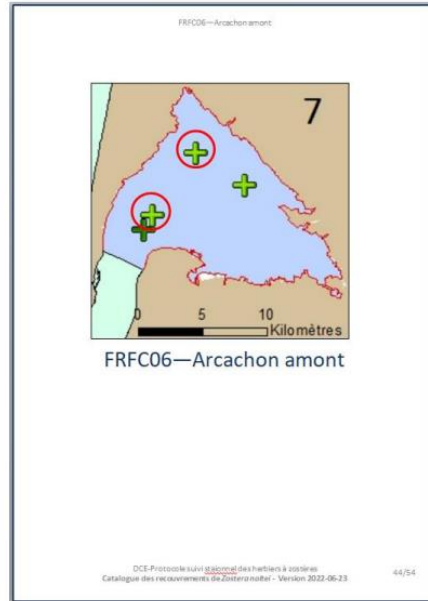 FRFC06—Arcachon amont
7
0 5 10
Kilomètres
FRFC06—Arcachon amont
DCE-Protocole suivi stationnel des herbiers à zostères
Catalogue des recouvrements de Zostera noltei - Version 2022-06-23
44/54